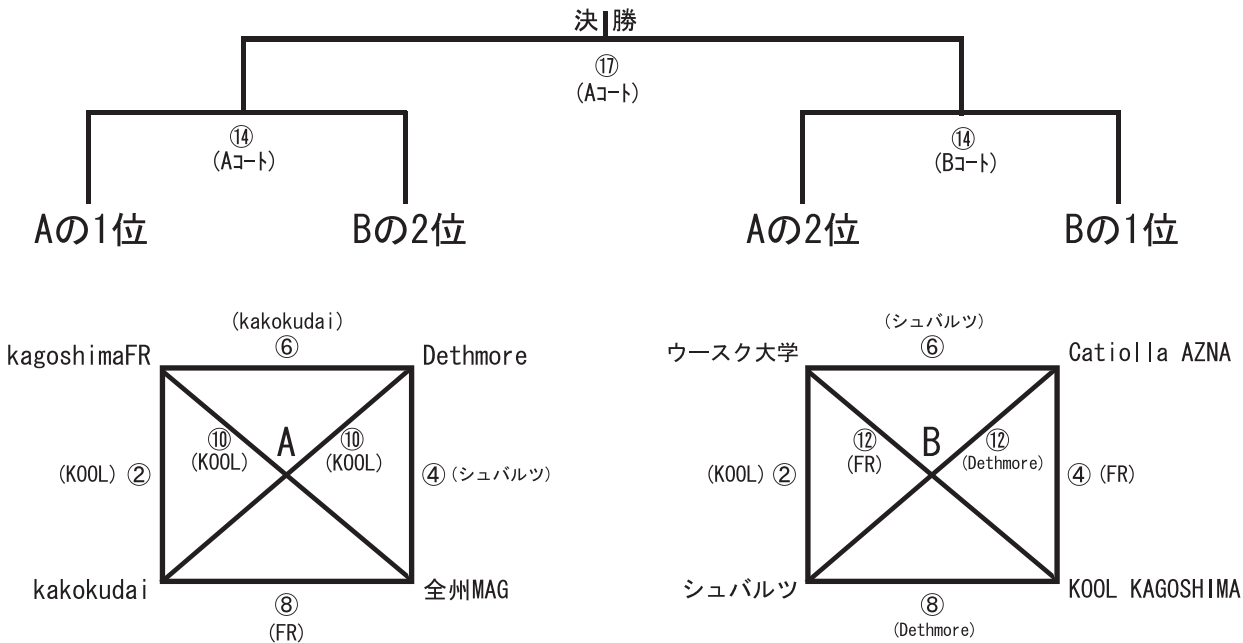 決勝
⑰
(Aコート)
⑭
(Aコート)
⑭
(Bコート)
Aの1位
Bの2位
Aの2位
Bの1位
(kakokudai)
⑥
kagoshimaFR
Dethmore
⑩
(KOOL)
A
⑩
(KOOL)
(KOOL) ②
④ (シュバルツ)
kakokudai
全州MAG
⑧
(FR)
(シュバルツ)
⑥
ウースク大学
Catiolla AZNA
⑫
(FR)
B
⑫
(Dethmore)
(KOOL) ②
④ (FR)
シュバルツ
KOOL KAGOSHIMA
⑧
(Dethmore)